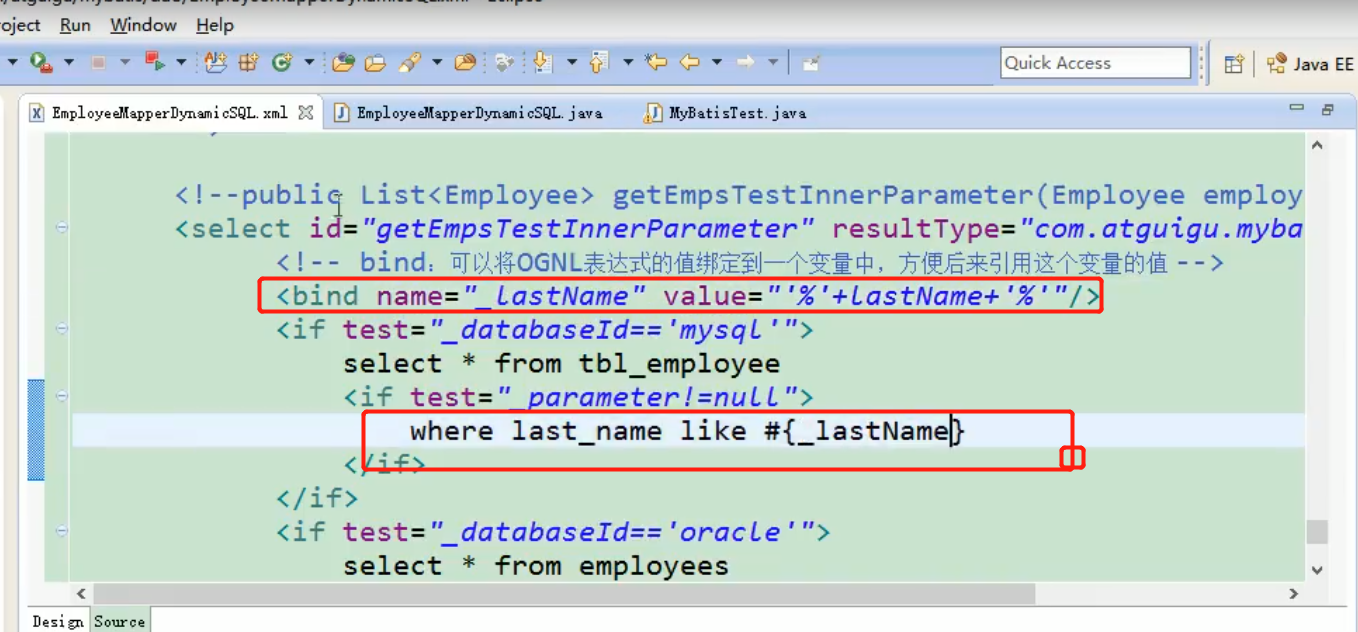 oject Run Window Help
Quick Access
Java EE
EmployeeMapperDynamicSQL.xml EmployeeMapperDynamicSQL.java MyBatisTest.java
<!--public List<Employee> getEmpsTestInnerParameter(Employee employ
<select id="getEmpsTestInnerParameter" resultType="com.atguigu.myba
<!-- bind：可以将OGNL表达式的值绑定到一个变量中，方便后来引用这个变量的值 -->
<bind name="_lastName" value="'%'+lastName+'%'"/>
<if test="_databaseId=='mysql'">
select * from tbl_employee
<if test="_parameter!=null">
where last_name like #{_lastName}
</if>
</if>
<if test="_databaseId=='oracle'">
select * from employees
Design Source